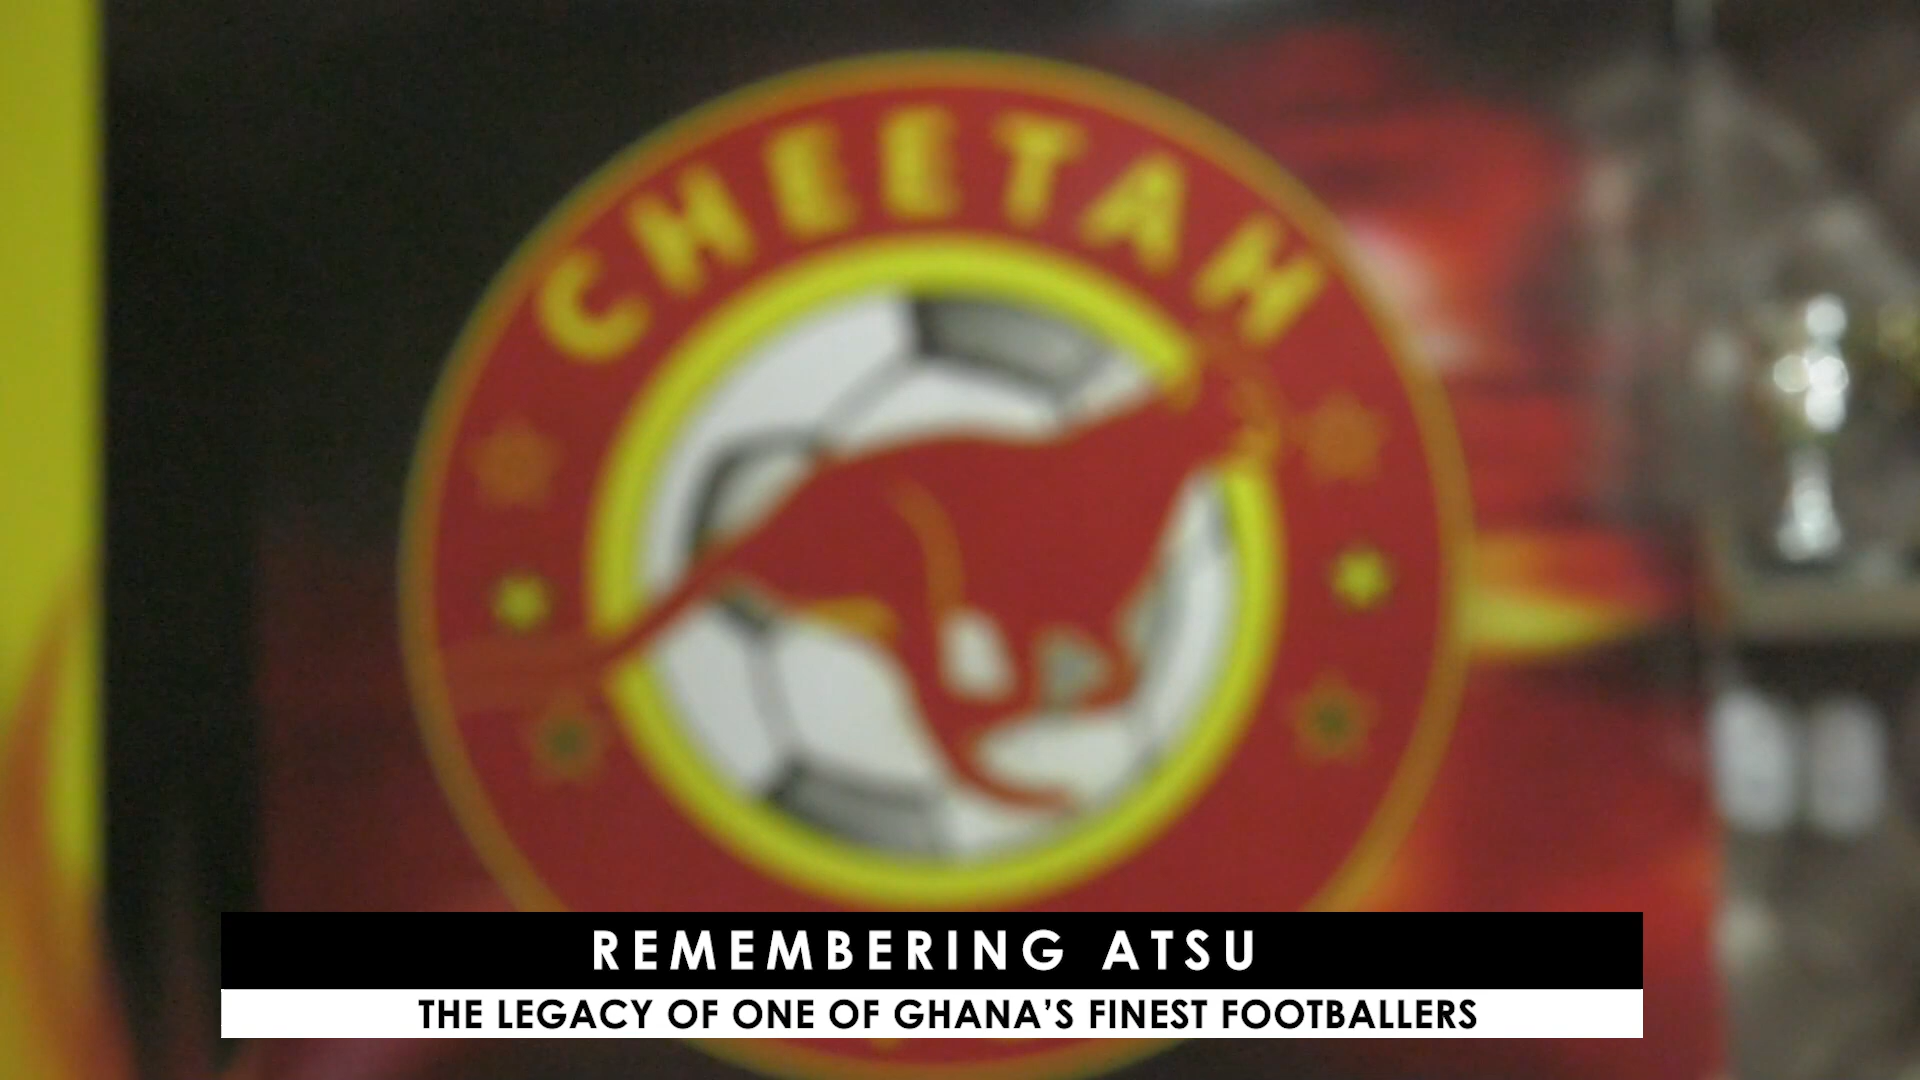 CHEETAH
REMEMBERING ATSU
THE LEGACY OF ONE OF GHANA'S FINEST FOOTBALLERS